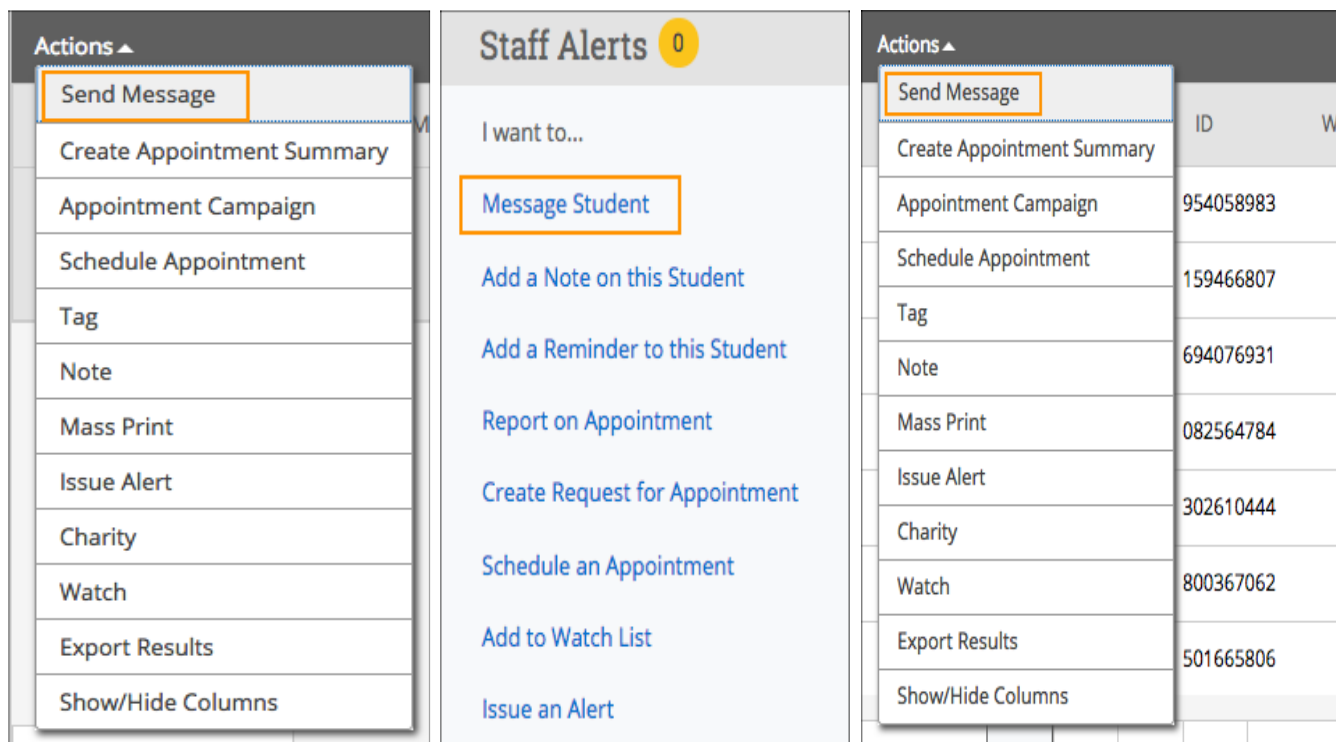 Actions
Send Message
M
Create Appointment Summary
Appointment Campaign
Schedule Appointment
Tag
Note
Mass Print
Issue Alert
Charity
Watch
Export Results
Show/Hide Columns
Staff Alerts 0
I want to...
Message Student
Add a Note on this Student
Add a Reminder to this Student
Report on Appointment
Create Request for Appointment
Schedule an Appointment
Add to Watch List
Issue an Alert
Actions
Send Message
Create Appointment Summary
Appointment Campaign
Schedule Appointment
Tag
Note
Mass Print
Issue Alert
Charity
Watch
Export Results
Show/Hide Columns
ID W
954058983
159466807
694076931
082564784
302610444
800367062
501665806